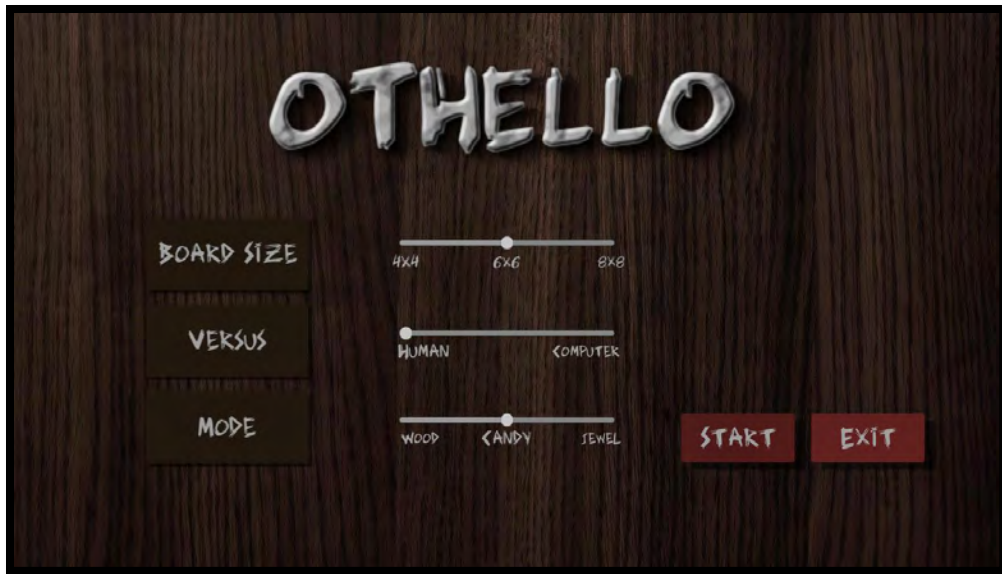 OTHELLO
BOARD SIZE
4X4 6X6 8X8
VERSUS
HUMAN COMPUTER
MODE
WOOD CANDY JEWEL
START EXIT